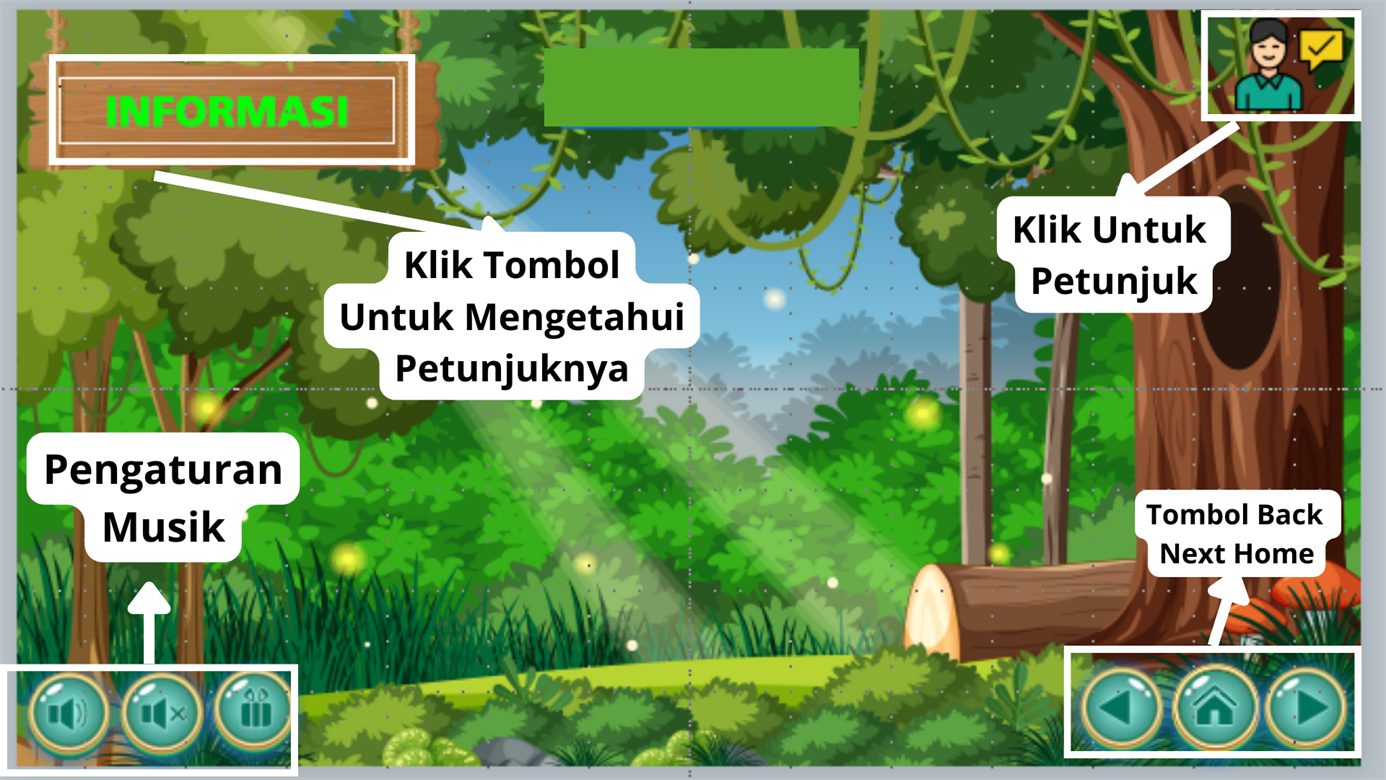 INFORMASI
Klik Untuk
Petunjuk
Klik Tombol
Untuk Mengetahui
Petunjuknya
Pengaturan
Musik
Tombol Back
Next Home